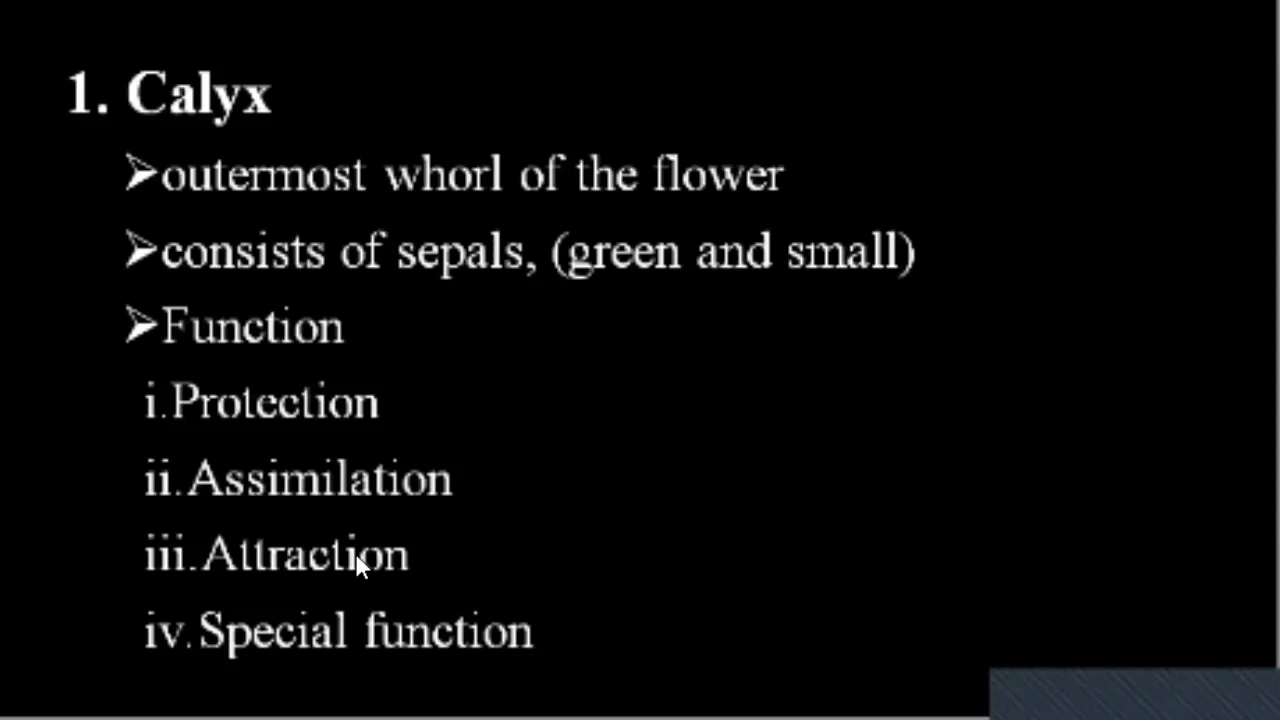 1. Calyx
➢outermost whorl of the flower
➢consists of sepals, (green and small)
➢Function
i.Protection
ii.Assimilation
iii.Attraction
iv.Special function